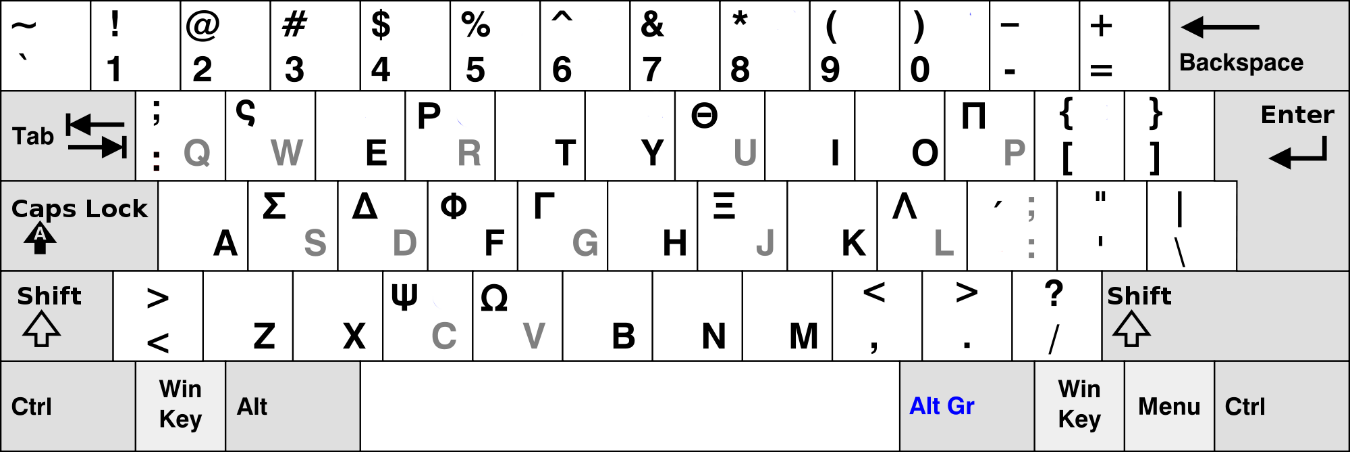 ~ ! @ # $ % ^ & * ( ) − +
` 1 2 3 4 5 6 7 8 9 0 - = Backspace
Tab ; ς Ρ Θ Π { } Enter
: Q W E R T Y U I O P [ ]
Caps Lock Σ Δ Φ Γ Ξ Λ ΄ ; " |
A A S D F G H J K L : ' \
Shift > Ψ Ω < > ? Shift
< Z X C V B N M , . /
Ctrl Win Key Alt Alt Gr Win Key Menu Ctrl